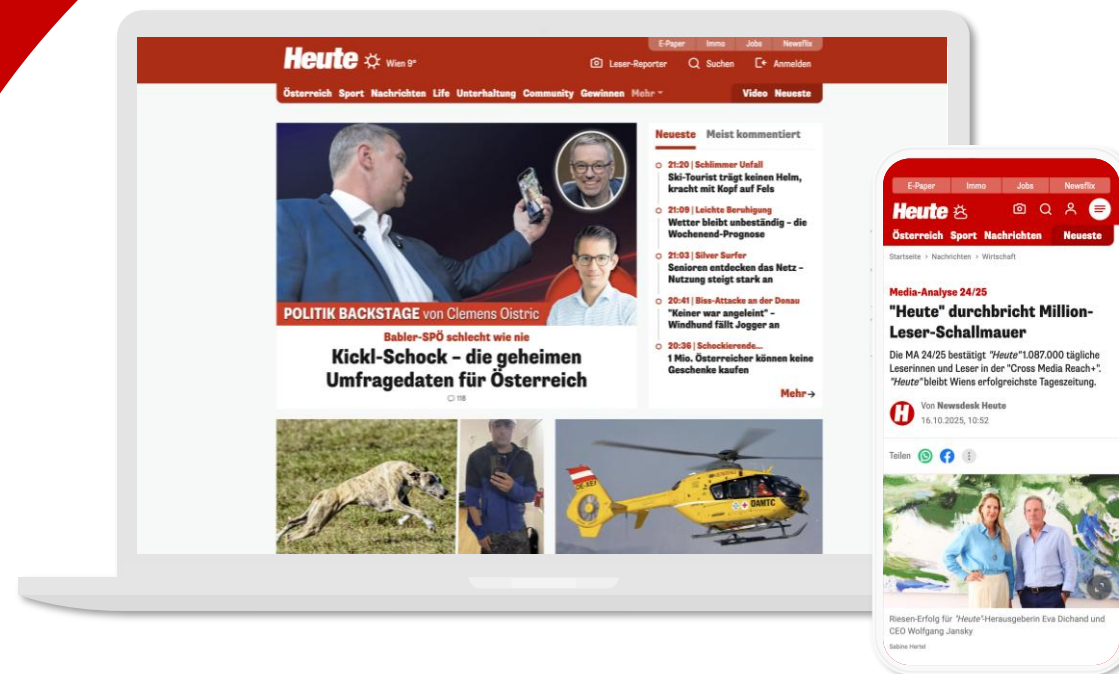 E-Paper Immo Jobs Newsflix
Heute Wien 9°
Leser-Reporter Suchen Anmelden
Österreich Sport Nachrichten Life Unterhaltung Community Gewinnen Mehr
Video Neueste
POLITIK BACKSTAGE von Clemens Oistric
Babler-SPÖ schlecht wie nie
Kickl-Schock – die geheimen
Umfragedaten für Österreich
118
Neueste Meist kommentiert
21:20 | Schlimmer Unfall
Ski-Tourist trägt keinen Helm,
kracht mit Kopf auf Fels
21:09 | Leichte Beruhigung
Wetter bleibt unbeständig – die
Wochenend-Prognose
21:03 | Silver Surfer
Senioren entdecken das Netz –
Nutzung steigt stark an
20:41 | Biss-Attacke an der Donau
"Keiner war angeleint" –
Windhund fällt Jogger an
20:36 | Schockierende...
1 Mio. Österreicher können keine
Geschenke kaufen
Mehr→
ÖAMTC
E-Paper Immo Jobs Newsflix
Heute
Österreich Sport Nachrichten Neueste
Startseite > Nachrichten > Wirtschaft
Media-Analyse 24/25
"Heute" durchbricht Million-
Leser-Schallmauer
Die MA 24/25 bestätigt "Heute" 1.087.000 tägliche
Leserinnen und Leser in der "Cross Media Reach+".
"Heute" bleibt Wiens erfolgreichste Tageszeitung.
Von Newsdesk Heute
16.10.2025, 10:52
Teilen
Riesen-Erfolg für "Heute"-Herausgeberin Eva Dichand und
CEO Wolfgang Jansky
Sabine Hertel